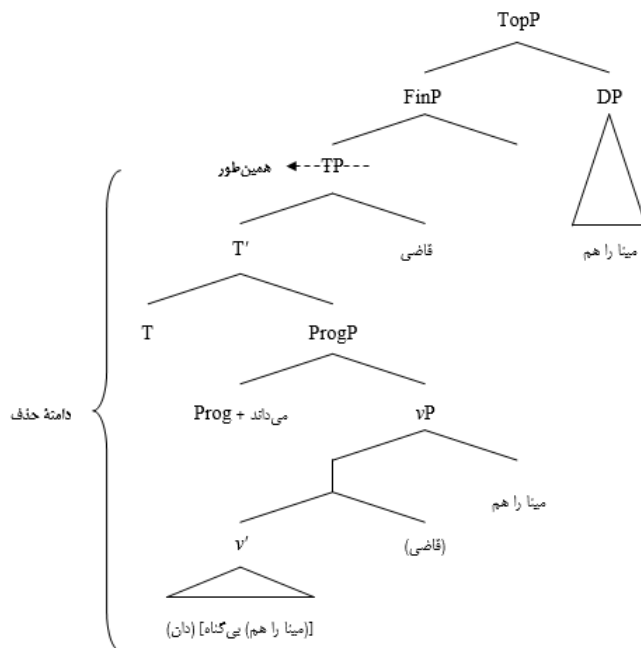 TopP
FinP DP
همین‌طور TP
T′ قاضی مینا را هم
T ProgP
دامنهٔ حذف
Prog + می‌داند vP
مینا را هم
v′ (قاضی)
[(مینا را هم) بی‌گناه] (دان)